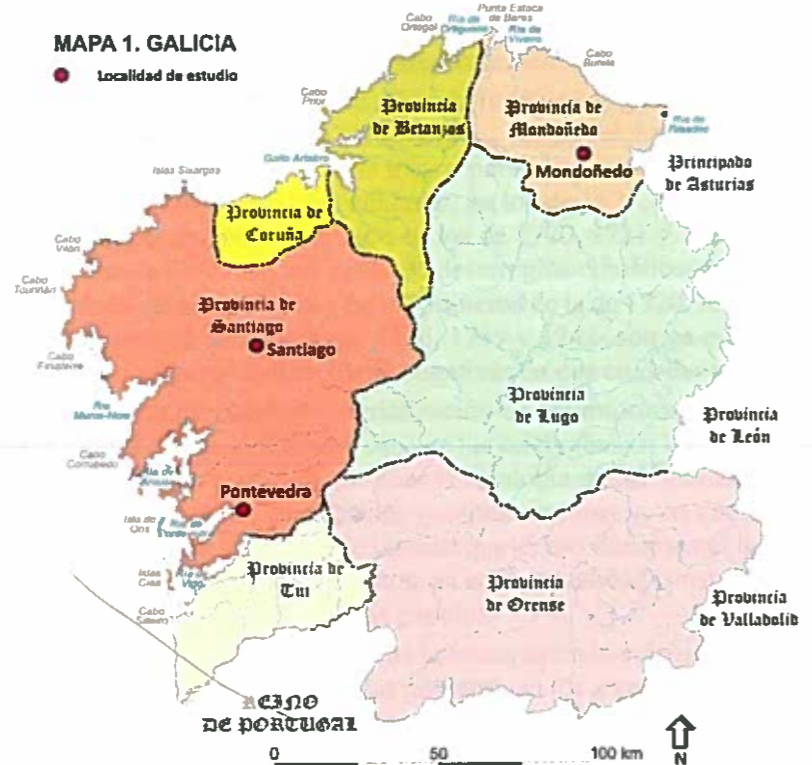 MAPA 1. GALICIA
Localidad de estudio
Cabo
Ortegal
Ría de
Ortigueira
Punta Estaca
de Bares
Ría de
Viveiro
Cabo
Burela
Cabo
Prior
Provincia
de Betanzos
Provincia de
Mondoñedo
Mondoñedo
Ría de
Ribadeo
Principado
de Asturias
Golfo Artabro
Islas Sisargas
Provincia de
Coruña
Cabo
Vilán
Cabo
Touriñán
Provincia de
Santiago
Santiago
Cabo
Finisterre
Ría
Muros-Noia
Provincia
de Lugo
Provincia
de León
Cabo
Corrubedo
Ría de
Arousa
Pontevedra
Isla de
Ons
Ría de
Pontevedra
Islas
Cíes
Ría de
Vigo
Provincia de
Tui
Cabo
Silleiro
Provincia
de Orense
Provincia
de Valladolid
REINO
DE PORTUGAL
0 50 100 km
N